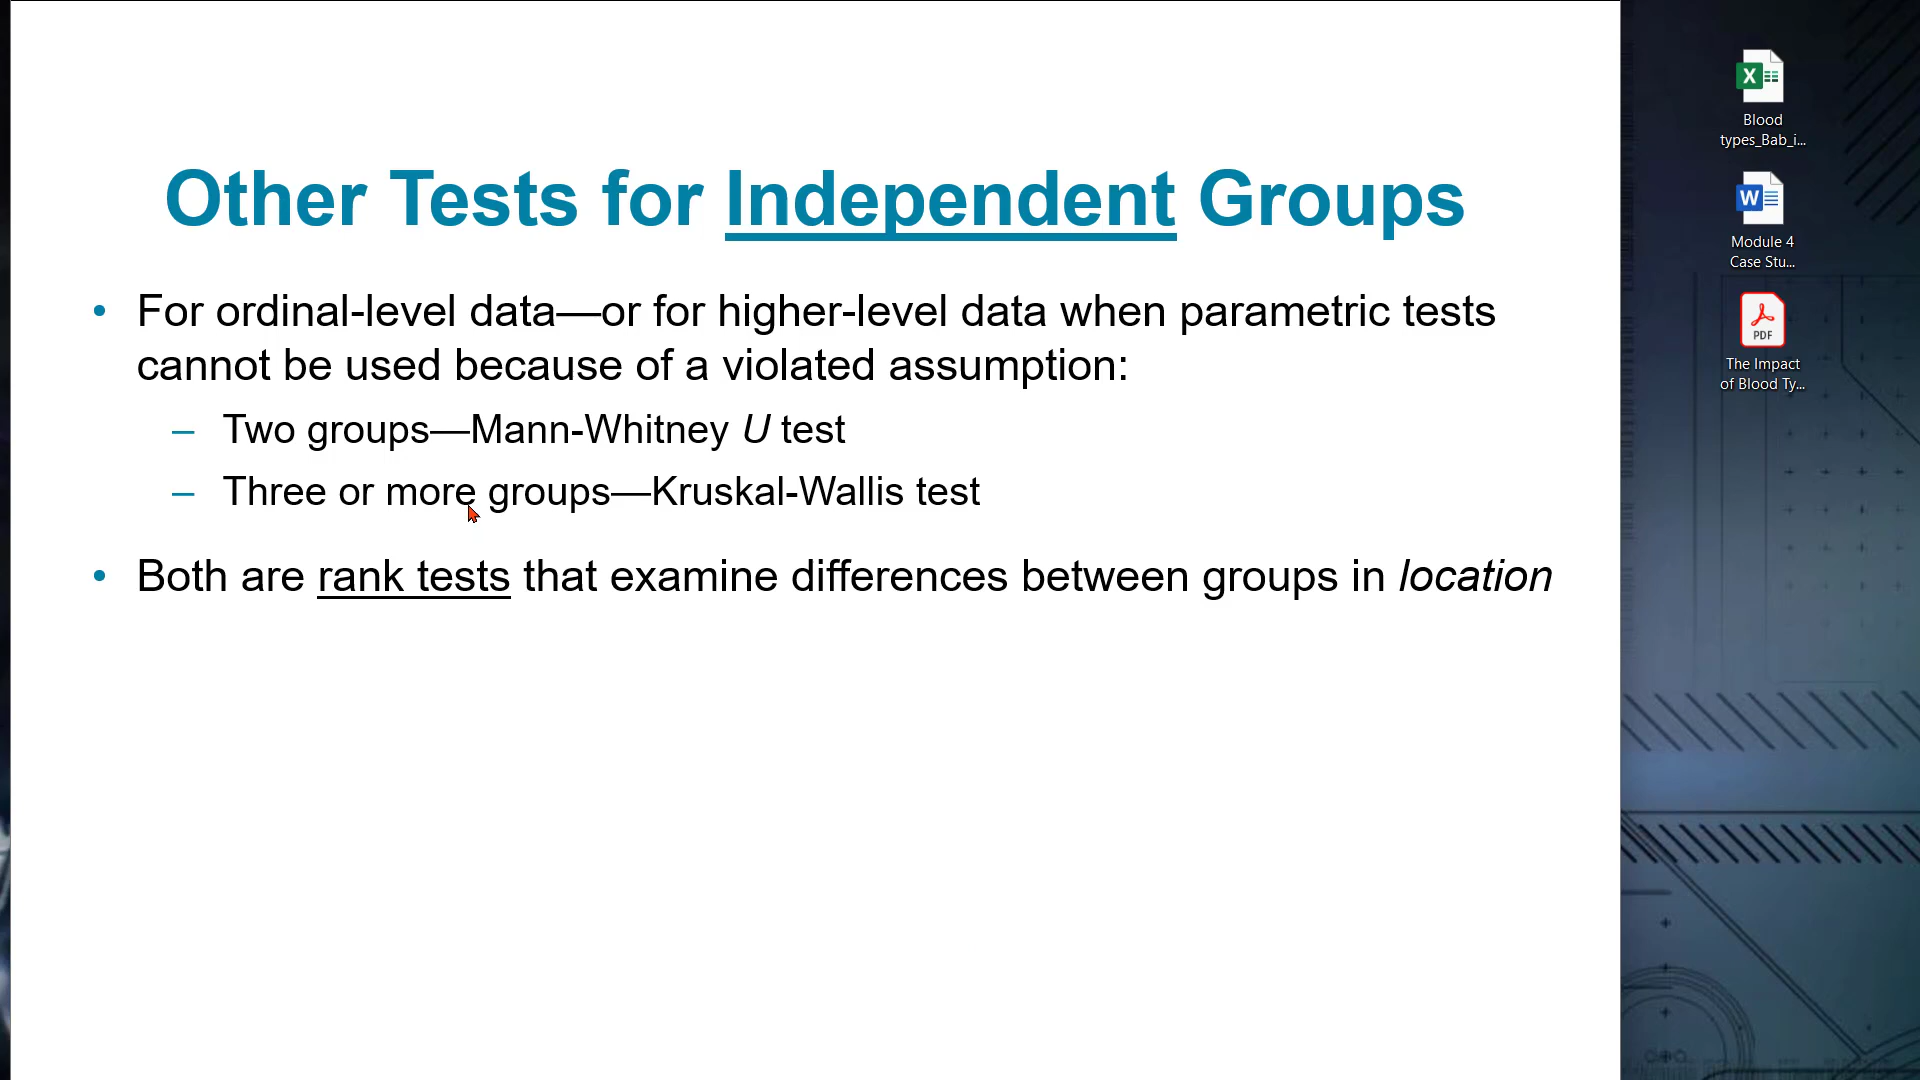 Other Tests for Independent Groups
• For ordinal-level data—or for higher-level data when parametric tests
cannot be used because of a violated assumption:
– Two groups—Mann-Whitney U test
– Three or more groups—Kruskal-Wallis test
• Both are rank tests that examine differences between groups in location
Blood
types_Bab_i...
Module 4
Case Stu...
PDF
The Impact
of Blood Ty...